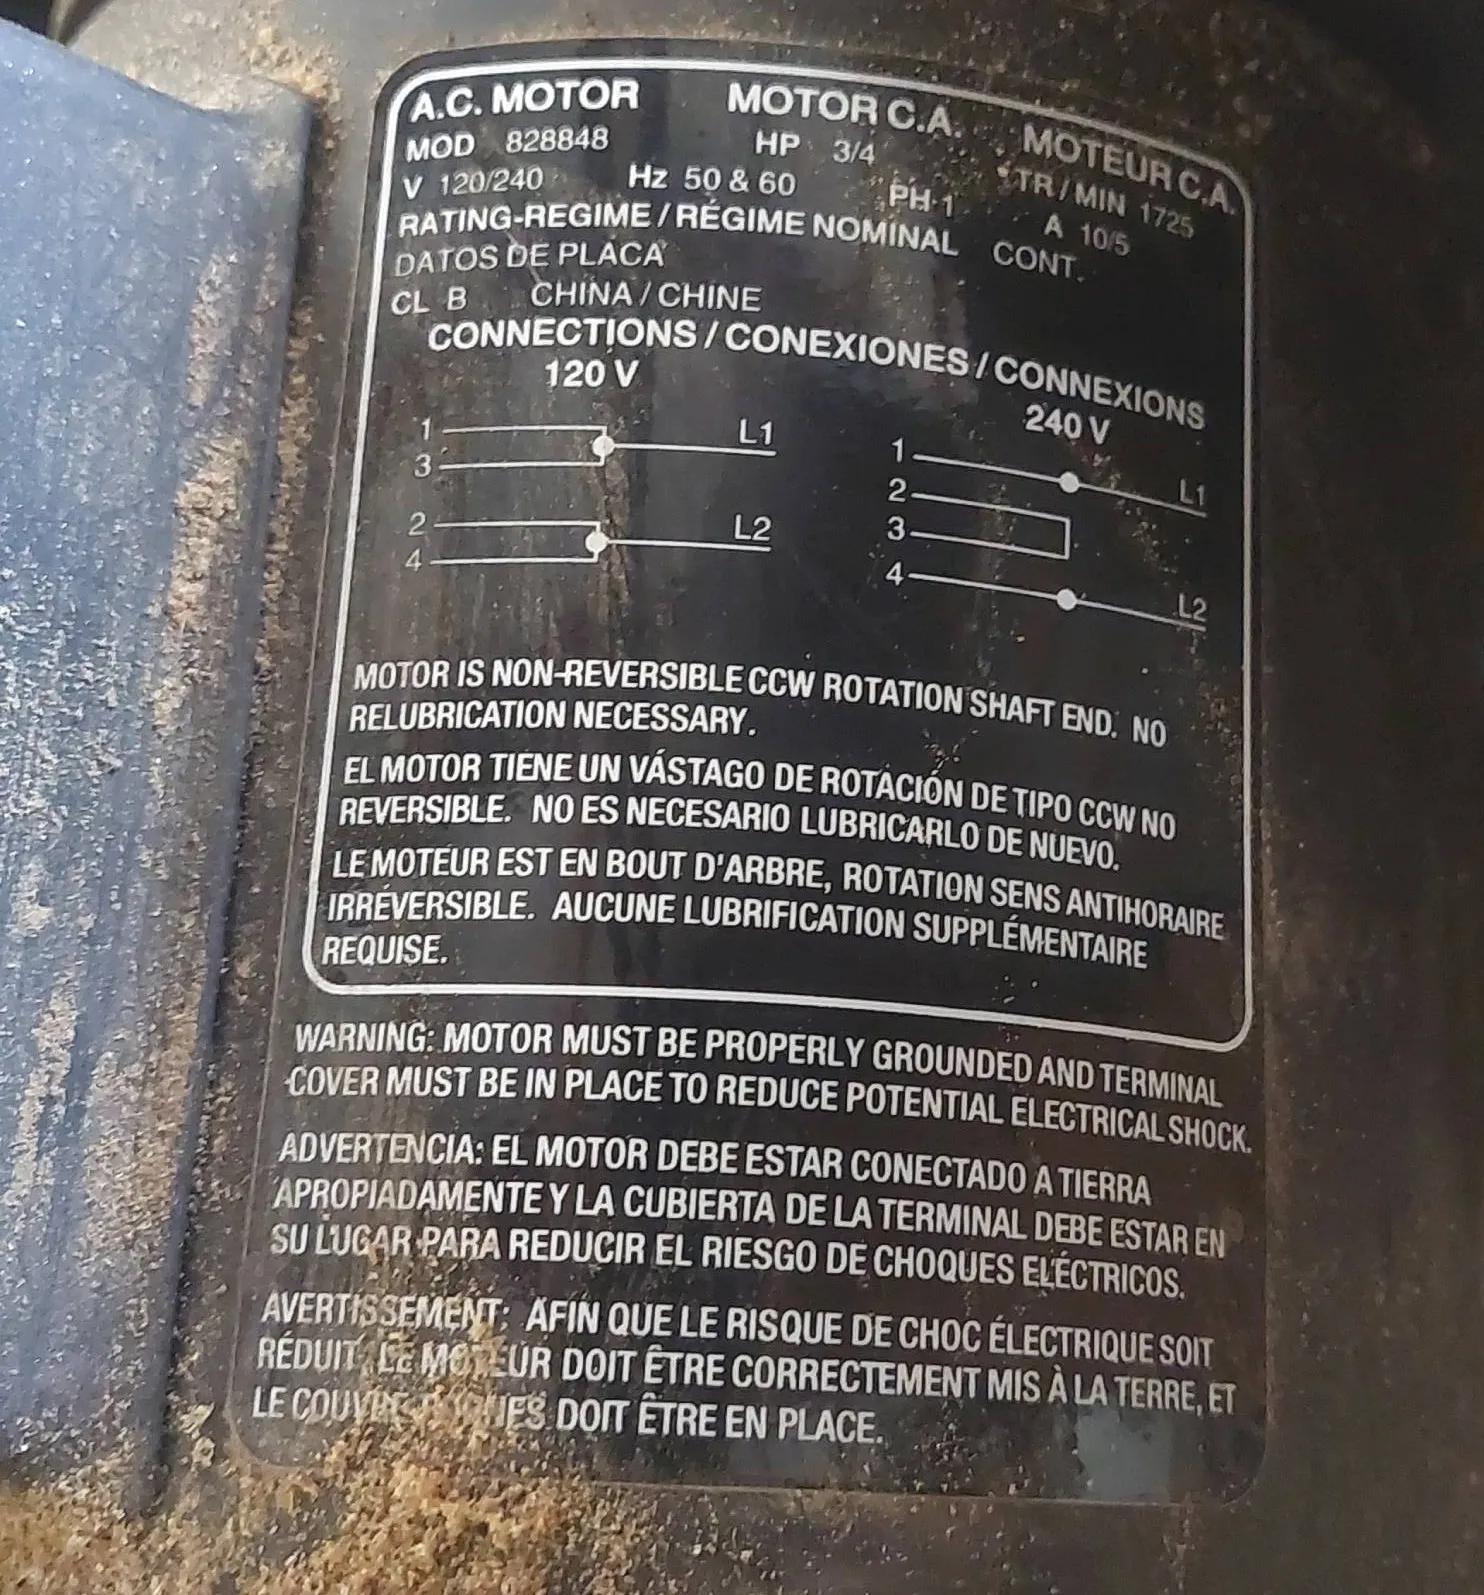 A.C. MOTOR MOTOR C.A. MOTEUR C.A.
MOD 828848 HP 3/4 TR/MIN 1725
V 120/240 Hz 50 & 60 PH 1 A 10/5
RATING-REGIME / RÉGIME NOMINAL CONT.
DATOS DE PLACA
CL B CHINA / CHINE
CONNECTIONS / CONEXIONES / CONNEXIONS
120 V 240 V
1 L1
3
2 L2
4
1 L1
2
3
4 L2
MOTOR IS NON-REVERSIBLE CCW ROTATION SHAFT END. NO
RELUBRICATION NECESSARY.
EL MOTOR TIENE UN VÁSTAGO DE ROTACIÓN DE TIPO CCW NO
REVERSIBLE. NO ES NECESARIO LUBRICARLO DE NUEVO.
LE MOTEUR EST EN BOUT D'ARBRE, ROTATION SENS ANTIHORAIRE
IRRÉVERSIBLE. AUCUNE LUBRIFICATION SUPPLÉMENTAIRE
REQUISE.
WARNING: MOTOR MUST BE PROPERLY GROUNDED AND TERMINAL
COVER MUST BE IN PLACE TO REDUCE POTENTIAL ELECTRICAL SHOCK.
ADVERTENCIA: EL MOTOR DEBE ESTAR CONECTADO A TIERRA
APROPIADAMENTE Y LA CUBIERTA DE LA TERMINAL DEBE ESTAR EN
SU LUGAR PARA REDUCIR EL RIESGO DE CHOQUES ELÉCTRICOS.
AVERTISSEMENT: AFIN QUE LE RISQUE DE CHOC ÉLECTRIQUE SOIT
RÉDUIT, LE MOTEUR DOIT ÊTRE CORRECTEMENT MIS À LA TERRE, ET
LE DOIT ÊTRE EN PLACE.